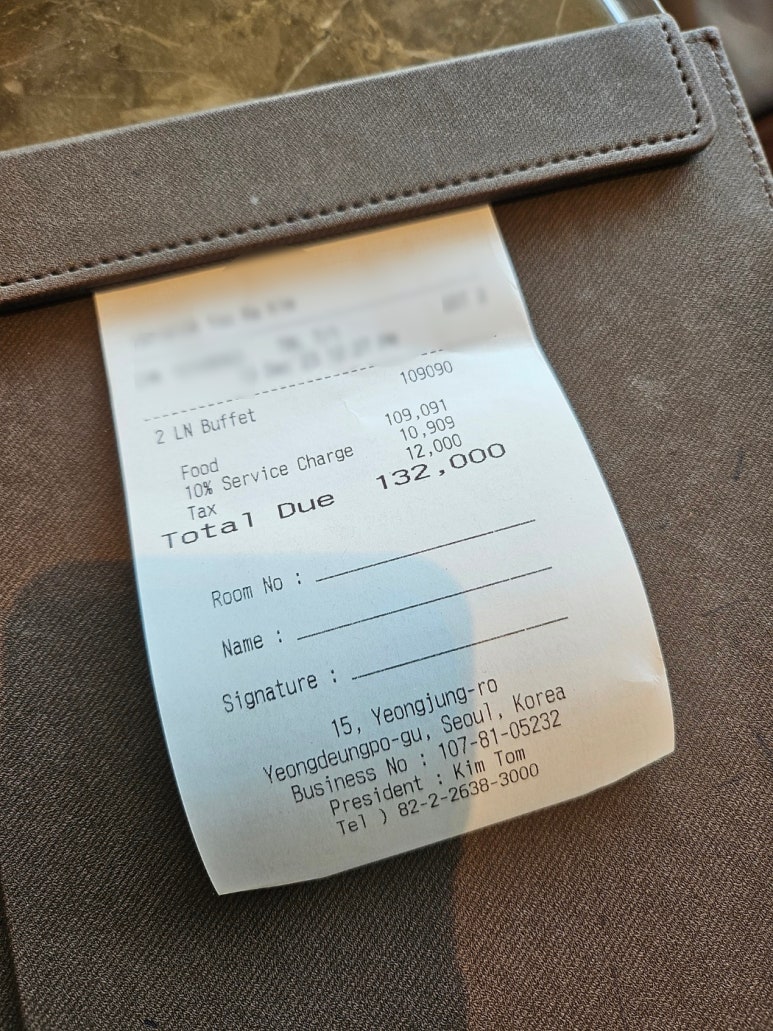 109090
2 LN Buffet
Food 109,091
10% Service Charge 10,909
Tax 12,000
Total Due 132,000
Room No :
Name :
Signature :
15, Yeongjung-ro
Yeongdeungpo-gu, Seoul, Korea
Business No : 107-81-05232
President : Kim Tom
Tel ) 82-2-2638-3000